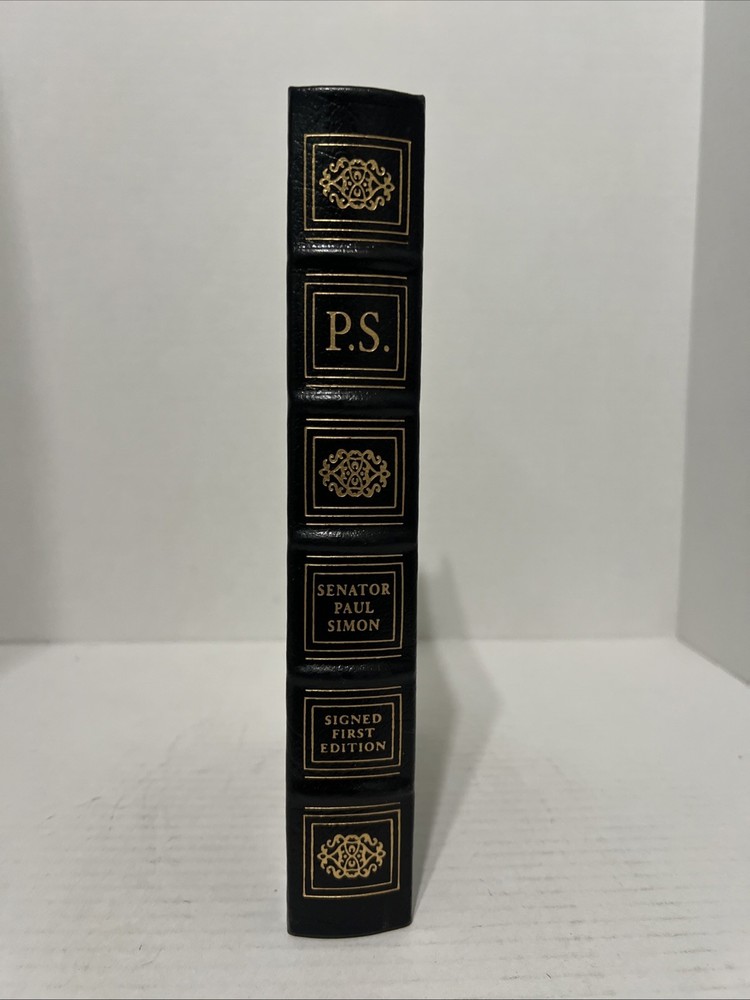 P.S.
SENATOR
PAUL
SIMON
SIGNED
FIRST
EDITION